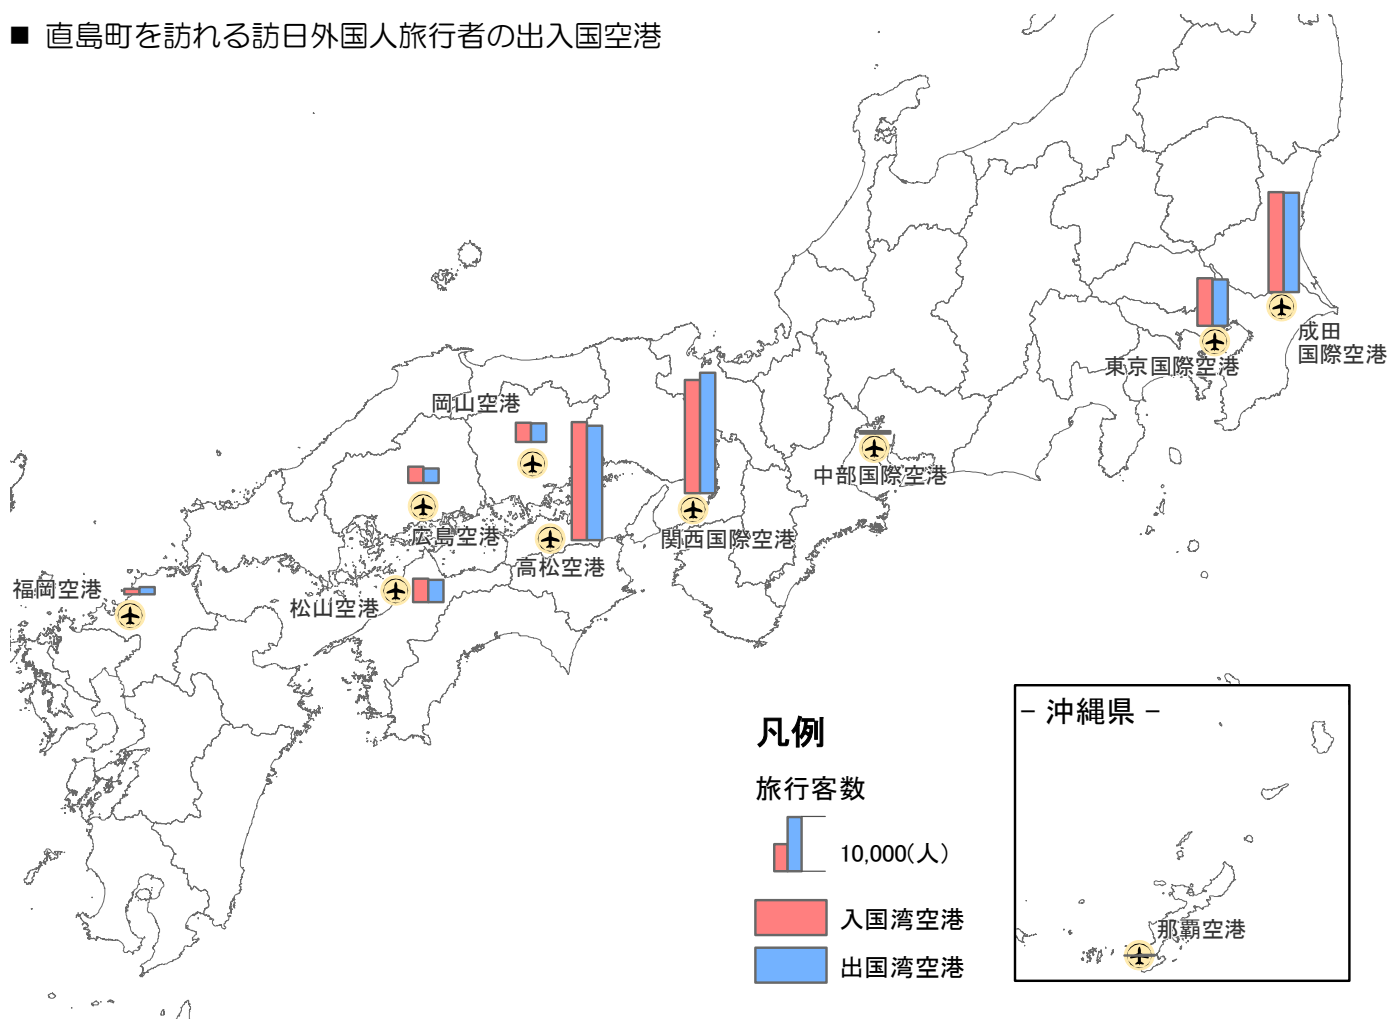 ■ 直島町を訪れる訪日外国人旅行者の出入国空港
成田
国際空港
東京国際空港
岡山空港
中部国際空港
広島空港
関西国際空港
高松空港
福岡空港
松山空港
凡例
旅行客数
10,000(人)
入国湾空港
出国湾空港
- 沖縄県 -
那覇空港